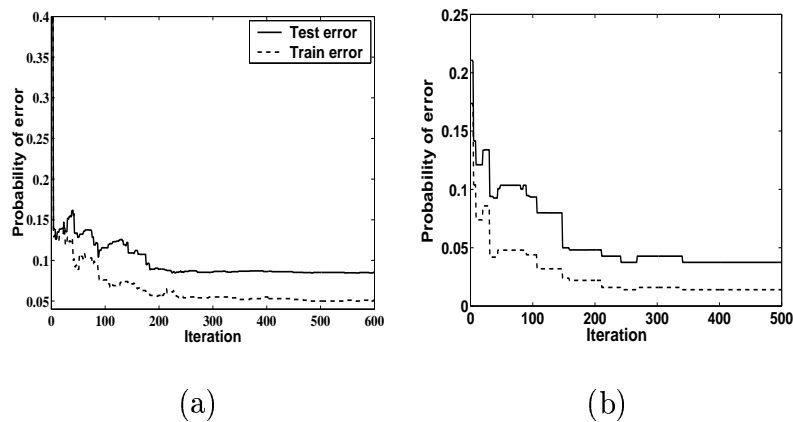 0.4
0.35
0.3
0.25
0.2
0.15
0.1
0.05
Probability of error
0 100 200 300 400 500 600
Iteration
Test error
Train error
(a)
0.25
0.2
0.15
0.1
0.05
0
Probability of error
0 100 200 300 400 500
Iteration
(b)